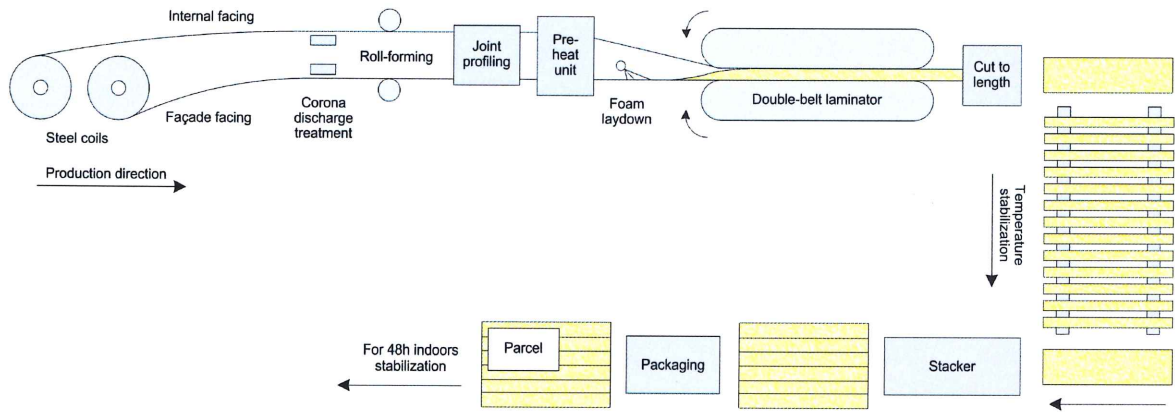 Internal facing
Roll-forming
Joint
profiling
Pre-
heat
unit
Cut to
length
Façade facing
Corona
discharge
treatment
Foam
laydown
Double-belt laminator
Steel coils
Production direction
Temperature
stabilization
For 48h indoors
stabilization
Parcel
Packaging
Stacker